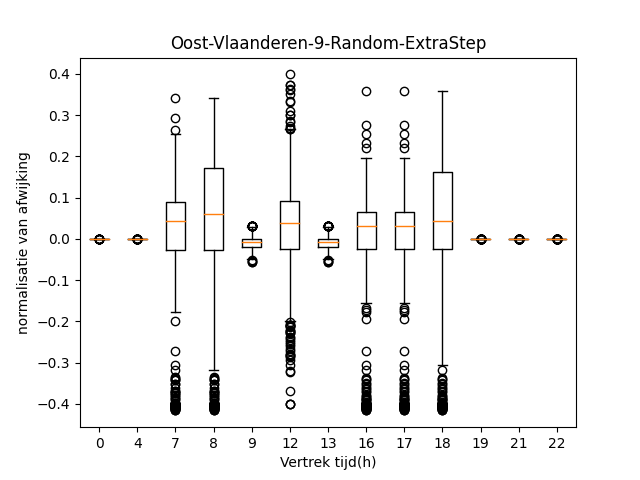 Oost-Vlaanderen-9-Random-ExtraStep
normalisatie van afwijking
0.4
0.3
0.2
0.1
0.0
−0.1
−0.2
−0.3
−0.4
0 4 7 8 9 12 13 16 17 18 19 21 22
Vertrek tijd(h)